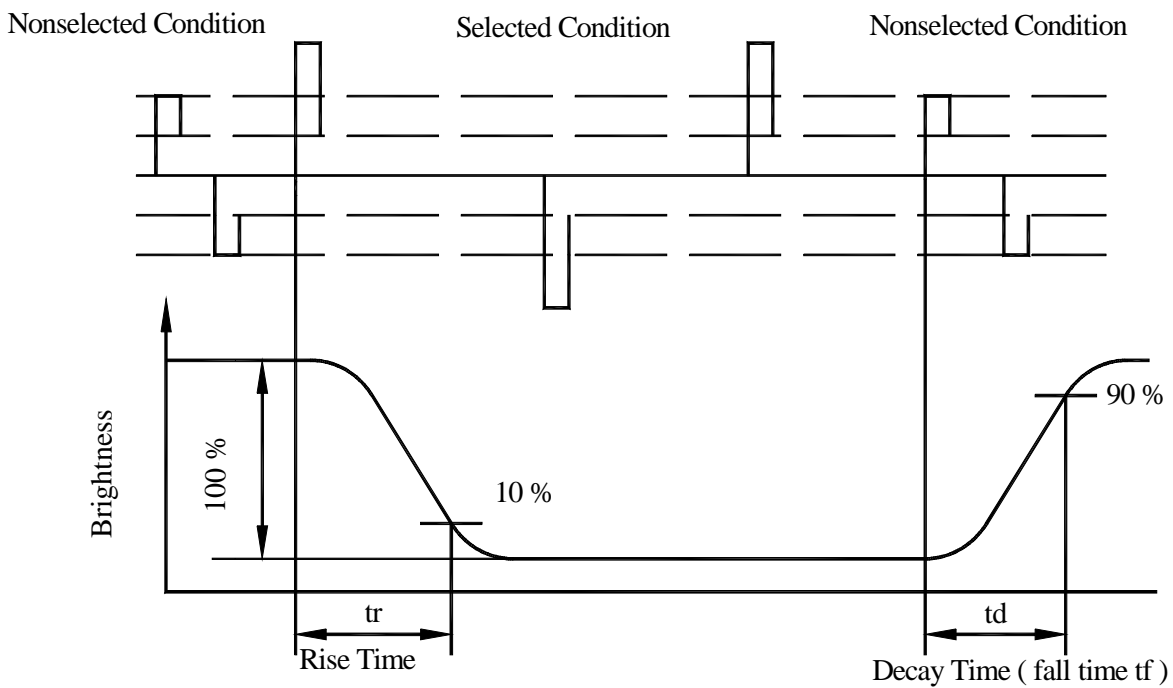 Nonselected Condition
Selected Condition
Nonselected Condition
Brightness
100 %
10 %
90 %
tr
Rise Time
td
Decay Time ( fall time tf )